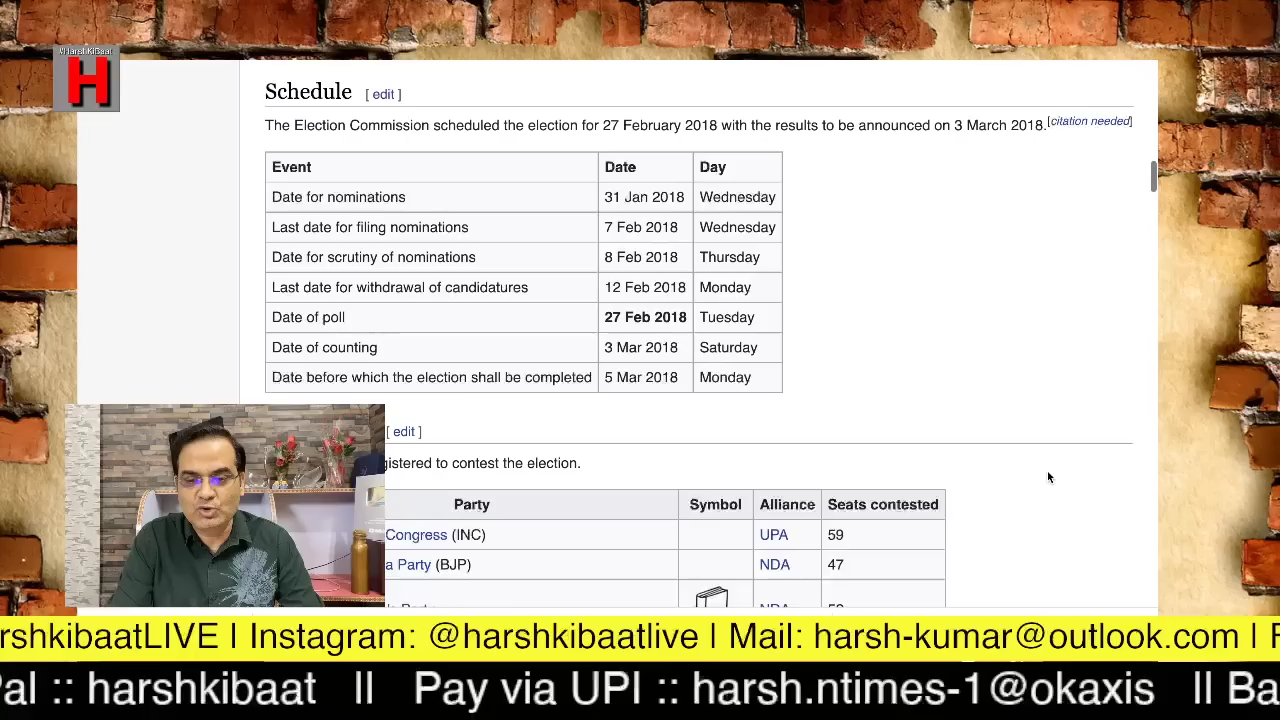 #HarshKiBaat
H
Schedule [ edit ]
The Election Commission scheduled the election for 27 February 2018 with the results to be announced on 3 March 2018.[citation needed]
Event Date Day
Date for nominations 31 Jan 2018 Wednesday
Last date for filing nominations 7 Feb 2018 Wednesday
Date for scrutiny of nominations 8 Feb 2018 Thursday
Last date for withdrawal of candidatures 12 Feb 2018 Monday
Date of poll 27 Feb 2018 Tuesday
Date of counting 3 Mar 2018 Saturday
Date before which the election shall be completed 5 Mar 2018 Monday
[ edit ]
gistered to contest the election.
Party Symbol Alliance Seats contested
Congress (INC) UPA 59
a Party (BJP) NDA 47
arshkibaatLIVE | Instagram: @harshkibaatlive | Mail: harsh-kumar@outlook.com |
Pal :: harshkibaat || Pay via UPI :: harsh.ntimes-1@okaxis || Ba